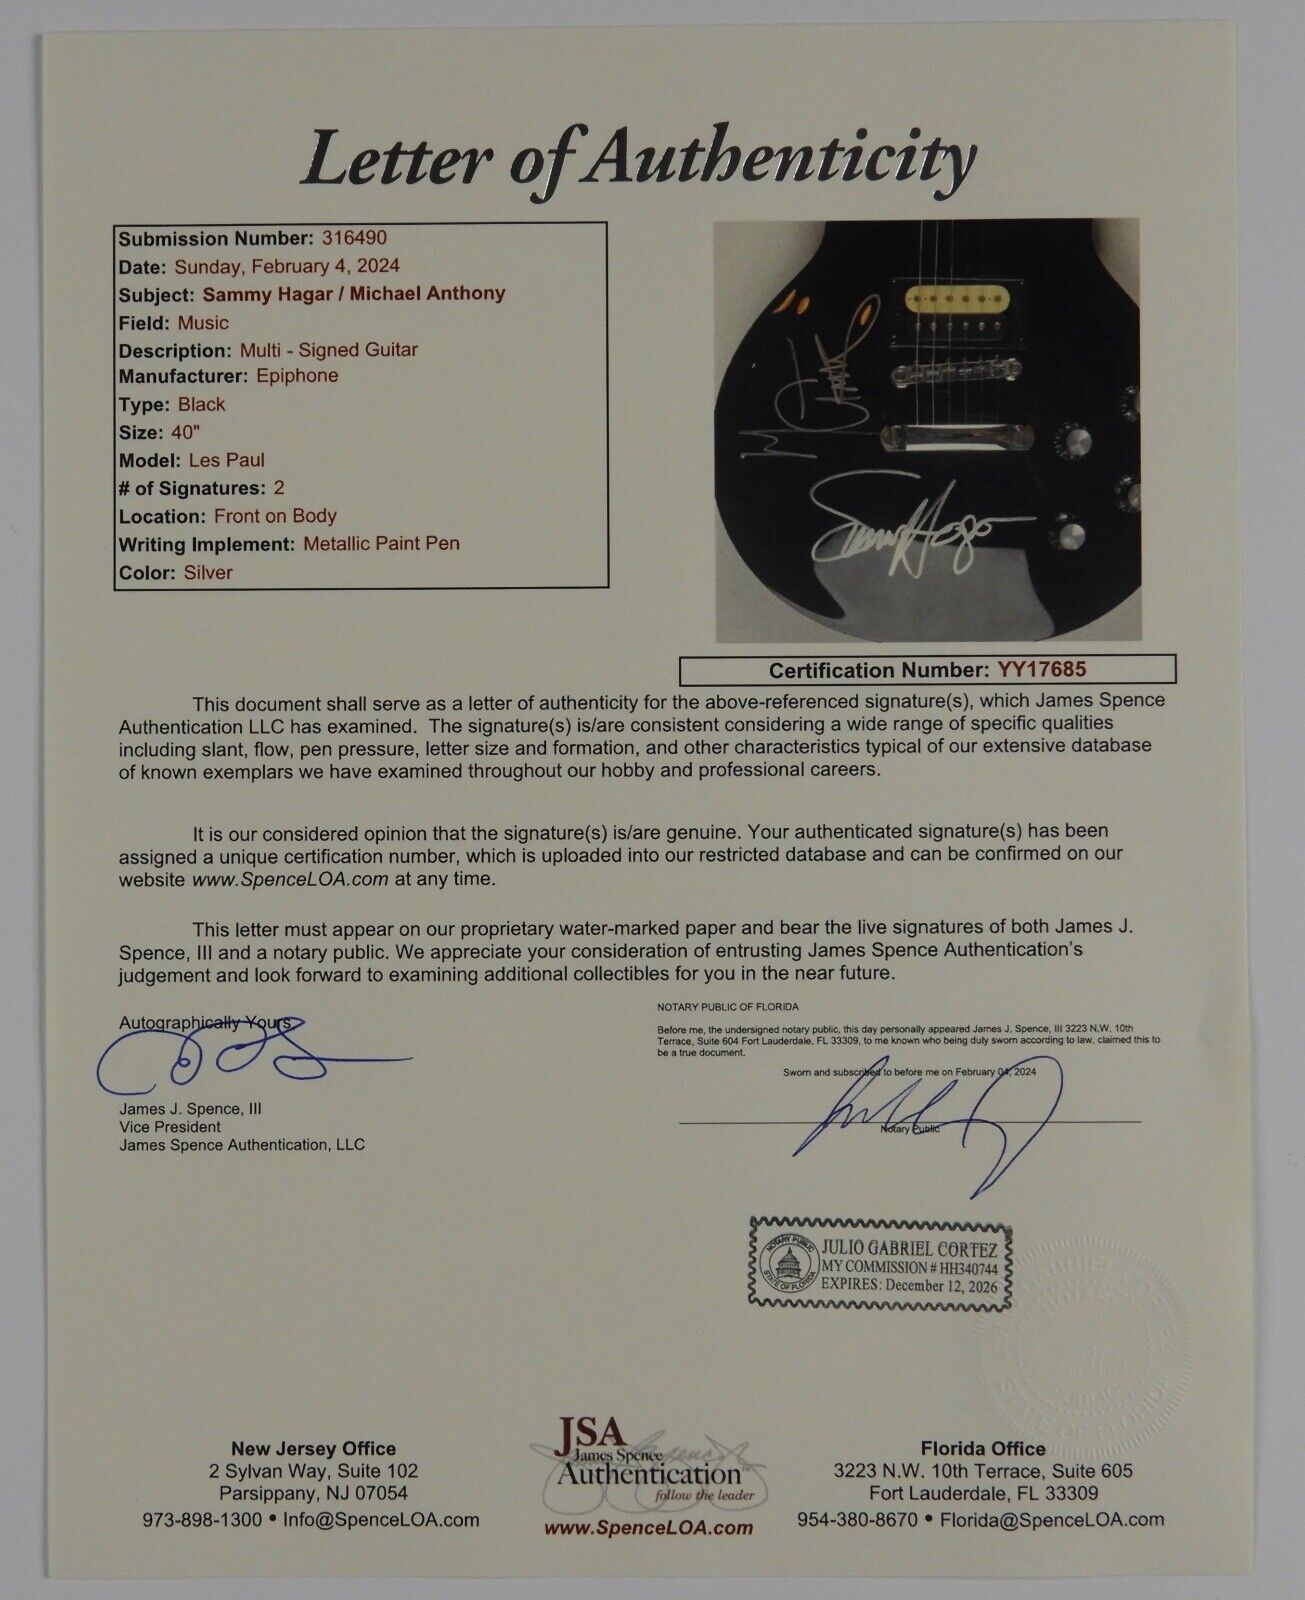 Letter of Authenticity
Submission Number: 316490
Date: Sunday, February 4, 2024
Subject: Sammy Hagar / Michael Anthony
Field: Music
Description: Multi - Signed Guitar
Manufacturer: Epiphone
Type: Black
Size: 40"
Model: Les Paul
# of Signatures: 2
Location: Front on Body
Writing Implement: Metallic Paint Pen
Color: Silver
Sammy Hagar
Certification Number: YY17685
This document shall serve as a letter of authenticity for the above-referenced signature(s), which James Spence
Authentication LLC has examined. The signature(s) is/are consistent considering a wide range of specific qualities
including slant, flow, pen pressure, letter size and formation, and other characteristics typical of our extensive database
of known exemplars we have examined throughout our hobby and professional careers.
It is our considered opinion that the signature(s) is/are genuine. Your authenticated signature(s) has been
assigned a unique certification number, which is uploaded into our restricted database and can be confirmed on our
website www.SpenceLOA.com at any time.
This letter must appear on our proprietary water-marked paper and bear the live signatures of both James J.
Spence, III and a notary public. We appreciate your consideration of entrusting James Spence Authentication's
judgement and look forward to examining additional collectibles for you in the near future.
Autographically Yours,
James J. Spence, III
Vice President
James Spence Authentication, LLC
NOTARY PUBLIC OF FLORIDA
Before me, the undersigned notary public, this day personally appeared James J. Spence, III 3223 N.W. 10th
Terrace, Suite 604 Fort Lauderdale, FL 33309, to me known who being duty sworn according to law, claimed this to
be a true document.
Sworn and subscribed to before me on February 04, 2024
Notary Public
NOTARY PUBLIC
STATE OF FLORIDA
JULIO GABRIEL CORTEZ
MY COMMISSION # HH340744
EXPIRES: December 12, 2026
New Jersey Office
2 Sylvan Way, Suite 102
Parsippany, NJ 07054
973-898-1300 • Info@SpenceLOA.com
JSA
James Spence
Authentication™
follow the leader
www.SpenceLOA.com
Florida Office
3223 N.W. 10th Terrace, Suite 605
Fort Lauderdale, FL 33309
954-380-8670 • Florida@SpenceLOA.com